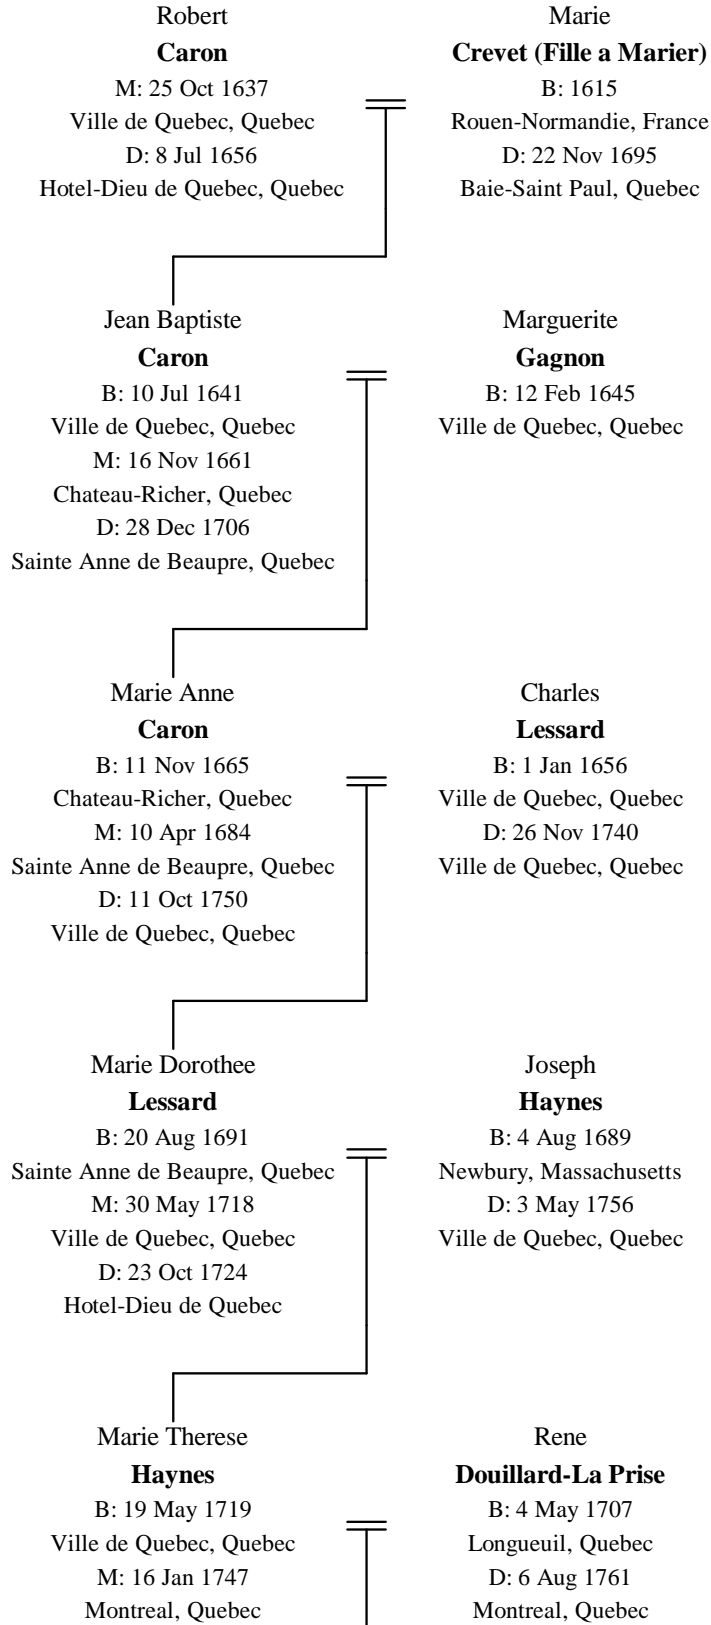 Robert
Caron
M: 25 Oct 1637
Ville de Quebec, Quebec
D: 8 Jul 1656
Hotel-Dieu de Quebec, Quebec
Marie
Crevet (Fille a Marier)
B: 1615
Rouen-Normandie, France
D: 22 Nov 1695
Baie-Saint Paul, Quebec
Jean Baptiste
Caron
B: 10 Jul 1641
Ville de Quebec, Quebec
M: 16 Nov 1661
Chateau-Richer, Quebec
D: 28 Dec 1706
Sainte Anne de Beaupre, Quebec
Marguerite
Gagnon
B: 12 Feb 1645
Ville de Quebec, Quebec
Marie Anne
Caron
B: 11 Nov 1665
Chateau-Richer, Quebec
M: 10 Apr 1684
Sainte Anne de Beaupre, Quebec
D: 11 Oct 1750
Ville de Quebec, Quebec
Charles
Lessard
B: 1 Jan 1656
Ville de Quebec, Quebec
D: 26 Nov 1740
Ville de Quebec, Quebec
Marie Dorothee
Lessard
B: 20 Aug 1691
Sainte Anne de Beaupre, Quebec
M: 30 May 1718
Ville de Quebec, Quebec
D: 23 Oct 1724
Hotel-Dieu de Quebec
Joseph
Haynes
B: 4 Aug 1689
Newbury, Massachusetts
D: 3 May 1756
Ville de Quebec, Quebec
Marie Therese
Haynes
B: 19 May 1719
Ville de Quebec, Quebec
M: 16 Jan 1747
Montreal, Quebec
Rene
Douillard-La Prise
B: 4 May 1707
Longueuil, Quebec
D: 6 Aug 1761
Montreal, Quebec